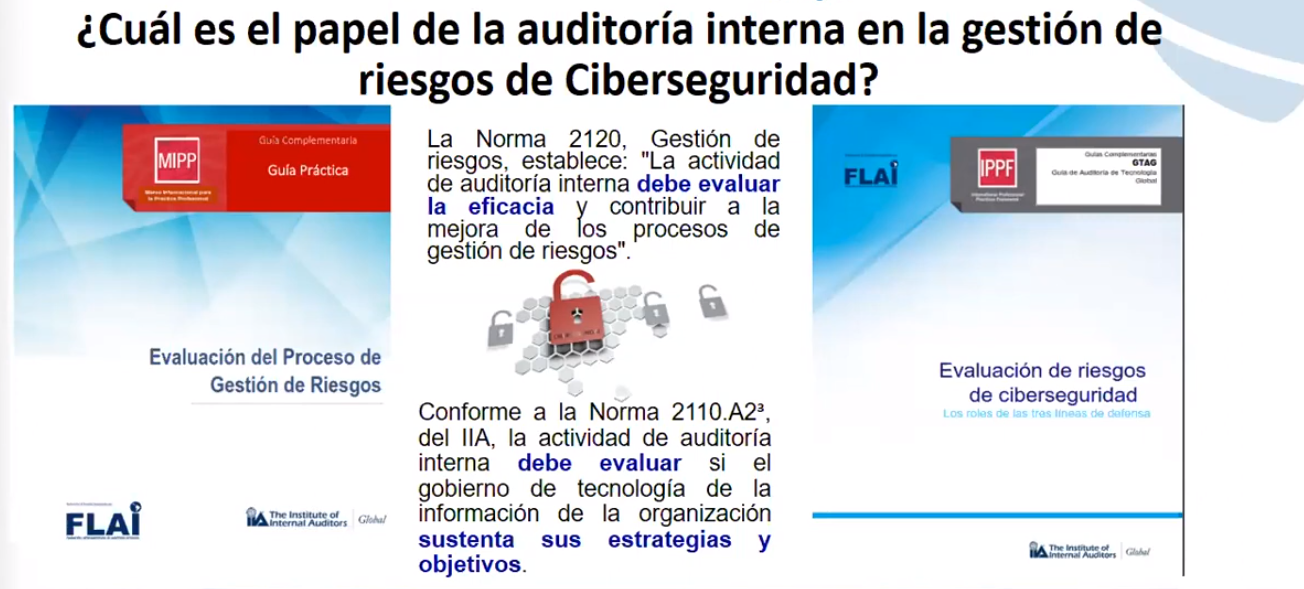 ¿Cuál es el papel de la auditoría interna en la gestión de
riesgos de Ciberseguridad?
MIPP
Marco Internacional para
la Práctica Profesional
Guía Complementaria
Guía Práctica
Evaluación del Proceso de
Gestión de Riesgos
FLAI
IIA The Institute of
Internal Auditors
Global
La Norma 2120, Gestión de
riesgos, establece: "La actividad
de auditoría interna debe evaluar
la eficacia y contribuir a la
mejora de los procesos de
gestión de riesgos".
Conforme a la Norma 2110.A2³,
del IIA, la actividad de auditoría
interna debe evaluar si el
gobierno de tecnología de la
información de la organización
sustenta sus estrategias y
objetivos.
FLAI
IPPF
International Professional
Practices Framework
Guías Complementarias
GTAG
Guía de Auditoría de Tecnología
Global
Evaluación de riesgos
de ciberseguridad
Los roles de las tres líneas de defensa
IIA The Institute of
Internal Auditors
Global